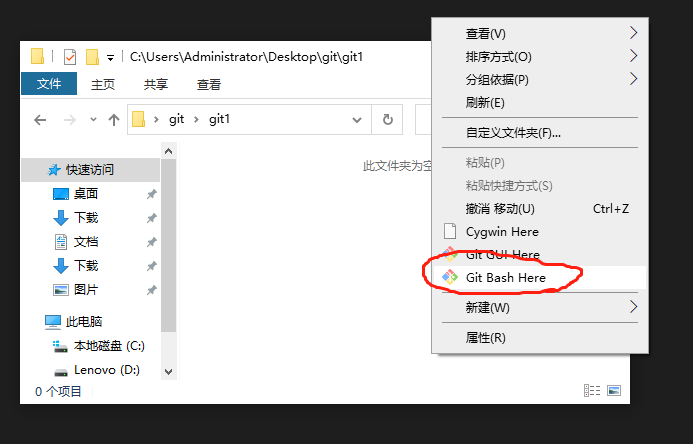 C:\Users\Administrator\Desktop\git\git1
文件 主页 共享 查看
git git1
快速访问
桌面
下载
文档
下载
图片
此电脑
本地磁盘 (C:)
Lenovo (D:)
0 个项目
此文件夹为空
查看(V)
排序方式(O)
分组依据(P)
刷新(E)
自定义文件夹(F)...
粘贴(P)
粘贴快捷方式(S)
撤消 移动(U) Ctrl+Z
Cygwin Here
Git GUI Here
Git Bash Here
新建(W)
属性(R)